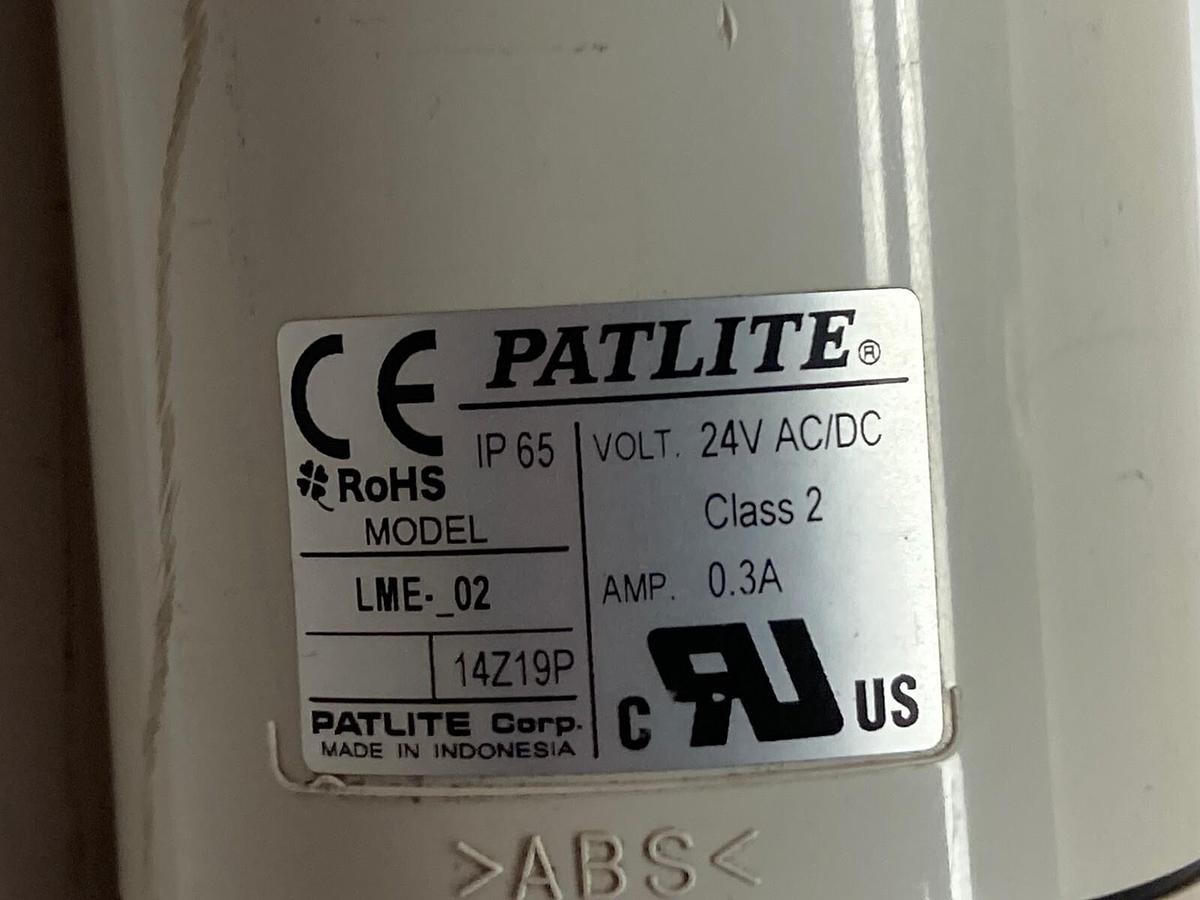 CE PATLITE®
IP 65
RoHS
MODEL
LME-_02
14Z19P
PATLITE Corp.
MADE IN INDONESIA
VOLT. 24V AC/DC
Class 2
AMP. 0.3A
C RU US
>ABS<